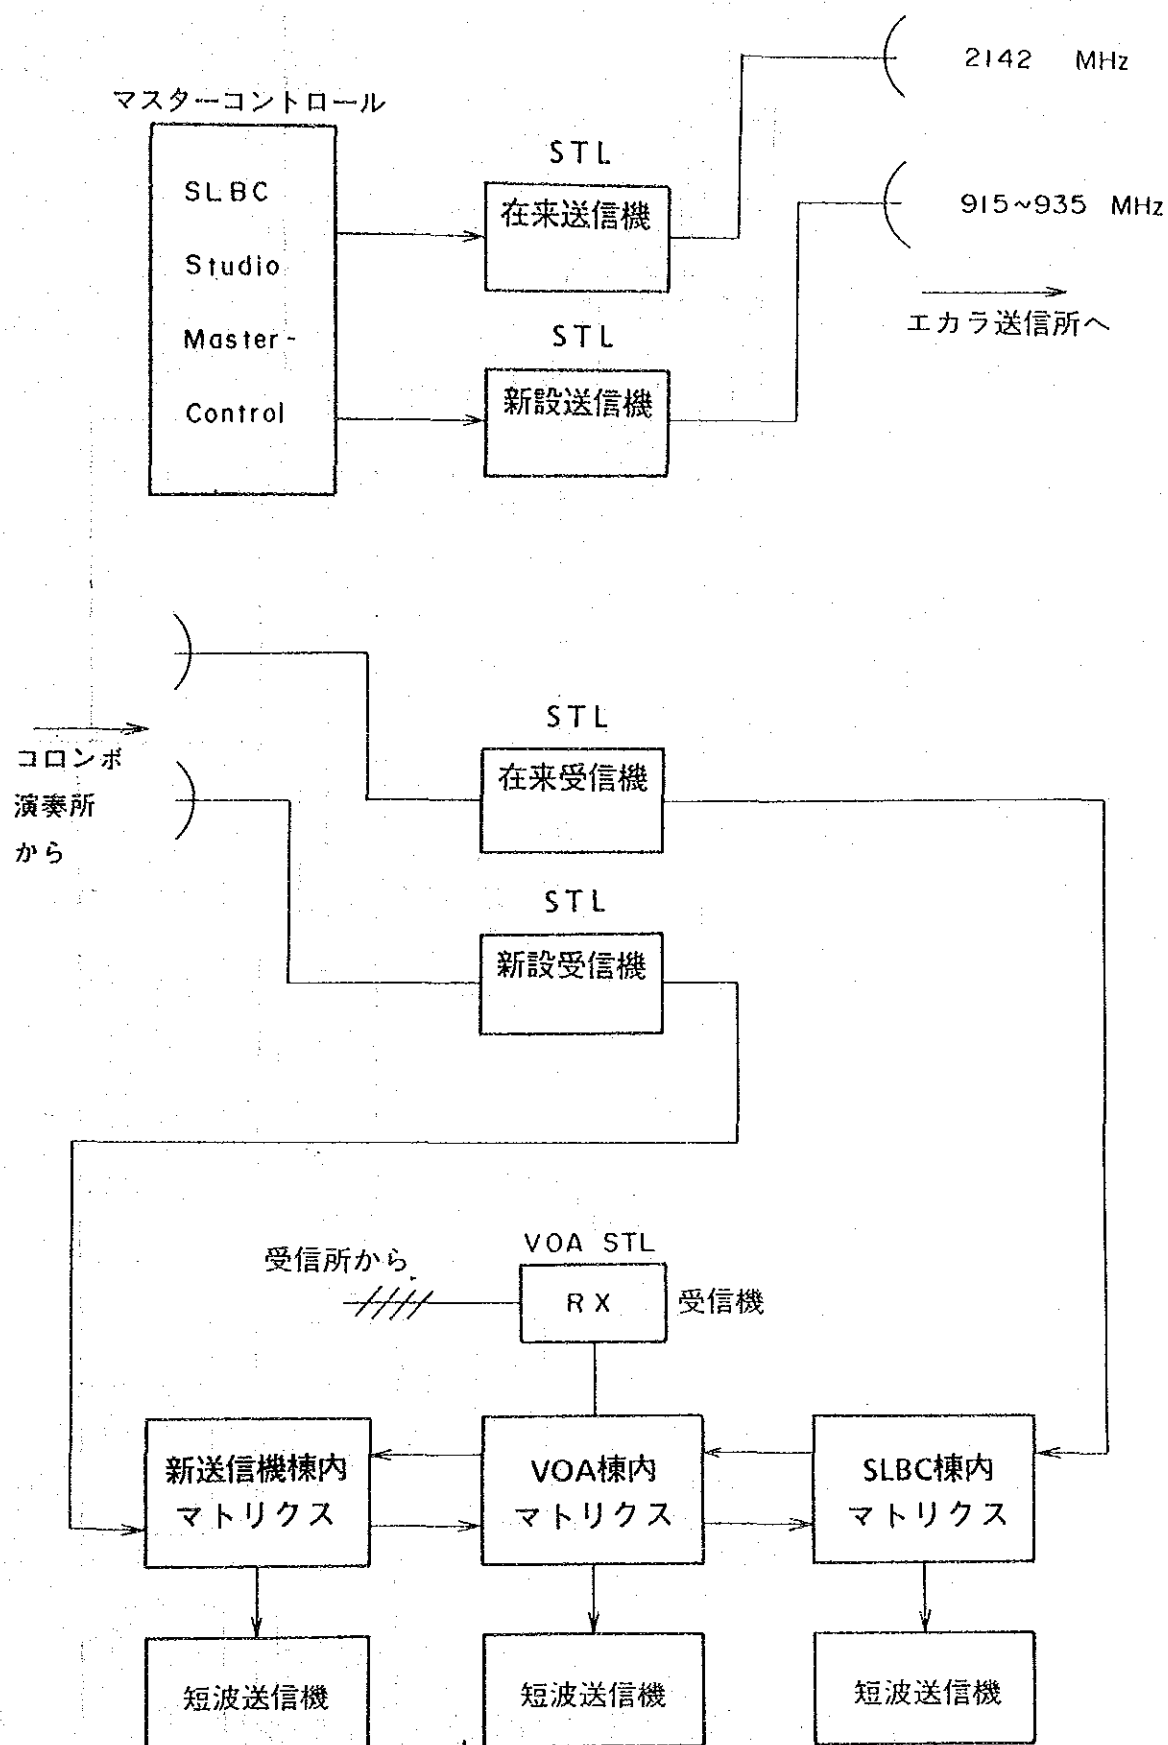 2142 MHz
マスターコントロール
STL
SLBC
Studio
Master-
Control
在来送信機
915~935 MHz
エカラ送信所へ
STL
新設送信機
STL
コロンボ
演奏所
から
在来受信機
STL
新設受信機
VOA STL
受信所から
RX
受信機
新送信機棟内
マトリクス
VOA棟内
マトリクス
SLBC棟内
マトリクス
短波送信機
短波送信機
短波送信機